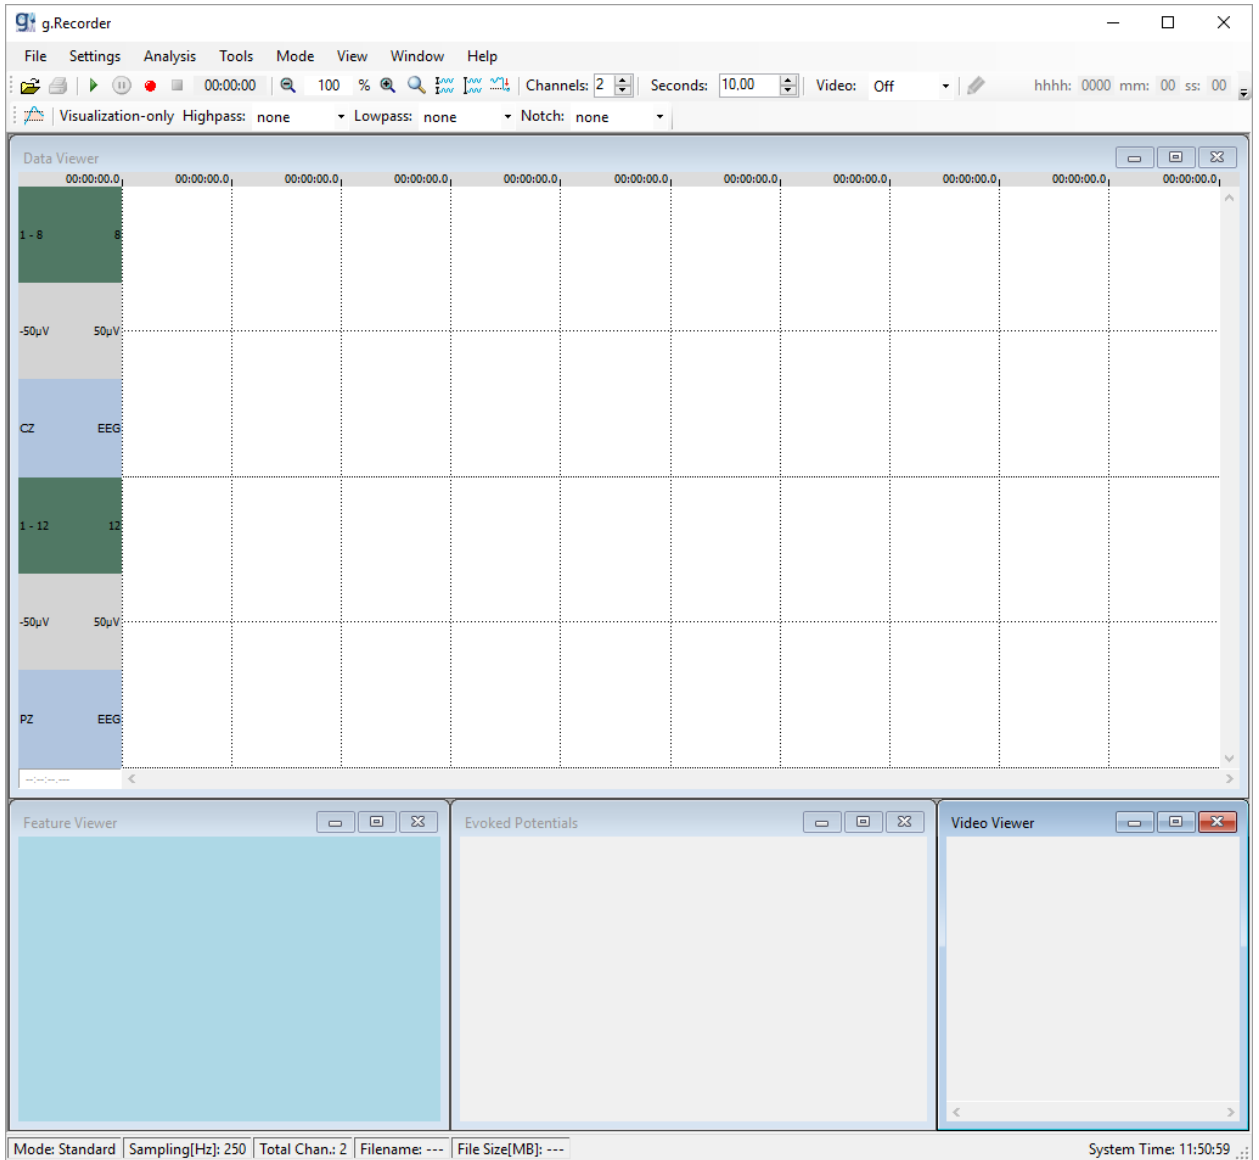 g.Recorder
File Settings Analysis Tools Mode View Window Help
00:00:00 100 % Channels: 2 Seconds: 10.00 Video: Off hhhh: 0000 mm: 00 ss: 00
Visualization-only Highpass: none Lowpass: none Notch: none
Data Viewer
00:00:00.0 00:00:00.0 00:00:00.0 00:00:00.0 00:00:00.0 00:00:00.0 00:00:00.0 00:00:00.0 00:00:00.0 00:00:00.0 00:00:00.0
1 - 8 8
-50µV 50µV
CZ EEG
1 - 12 12
-50µV 50µV
PZ EEG
--:--:--.---
Feature Viewer Evoked Potentials Video Viewer
Mode: Standard Sampling[Hz]: 250 Total Chan.: 2 Filename: --- File Size[MB]: --- System Time: 11:50:59